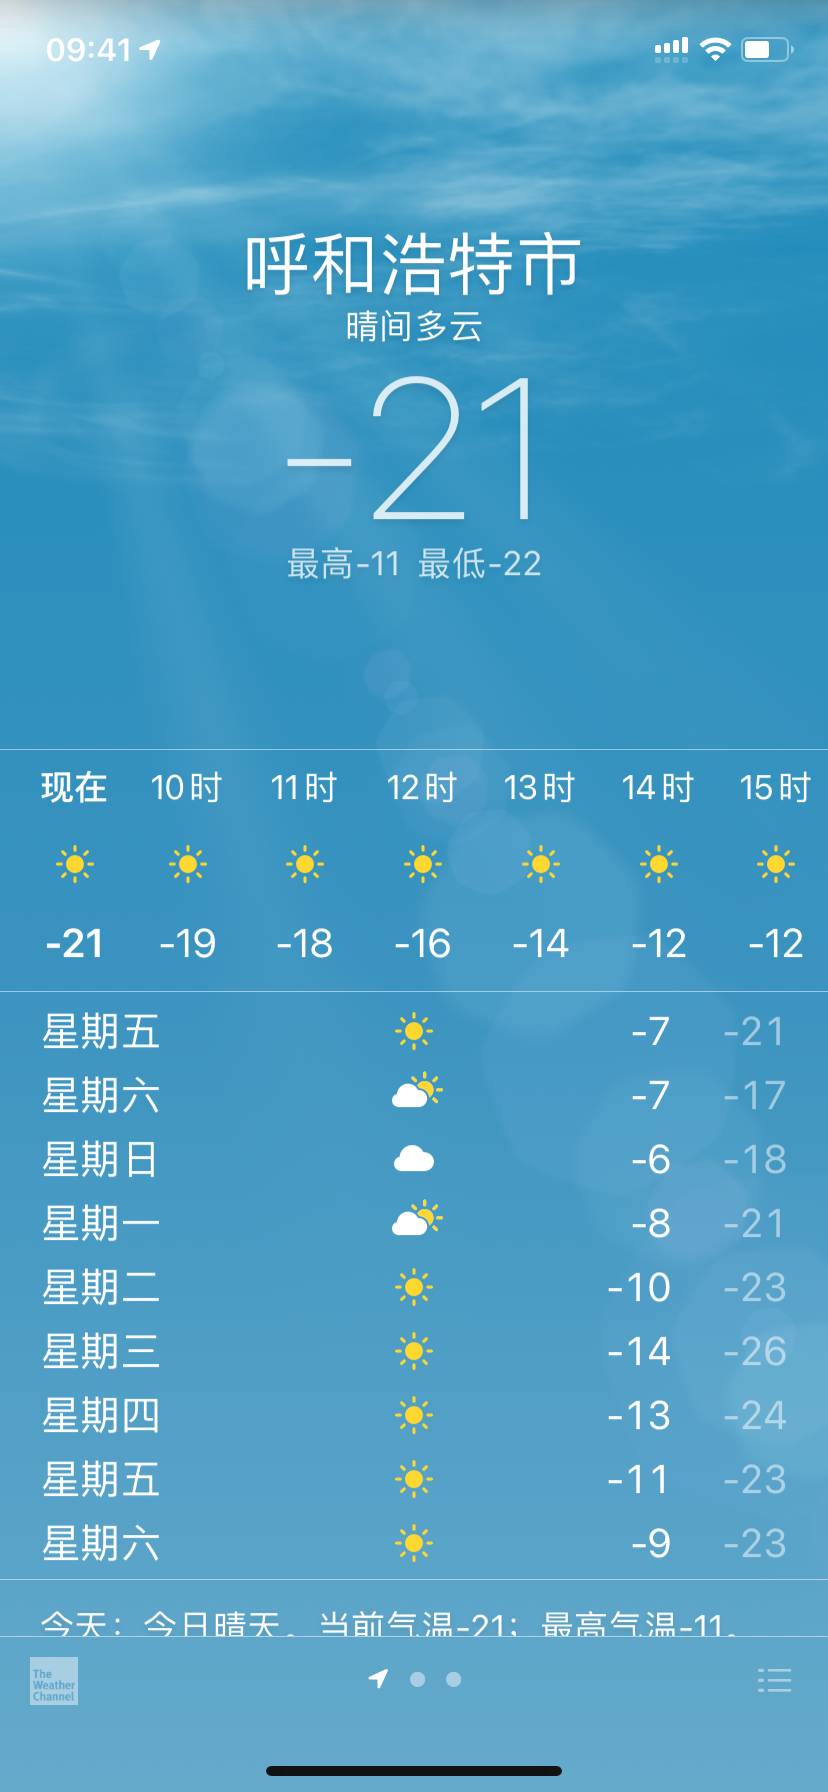 09:41
呼和浩特市
晴间多云
-21
最高-11 最低-22
现在 10时 11时 12时 13时 14时 15时
-21 -19 -18 -16 -14 -12 -12
星期五 -7 -21
星期六 -7 -17
星期日 -6 -18
星期一 -8 -21
星期二 -10 -23
星期三 -14 -26
星期四 -13 -24
星期五 -11 -23
星期六 -9 -23
今天：今日晴天。当前气温-21；最高气温-11。
The
Weather
Channel